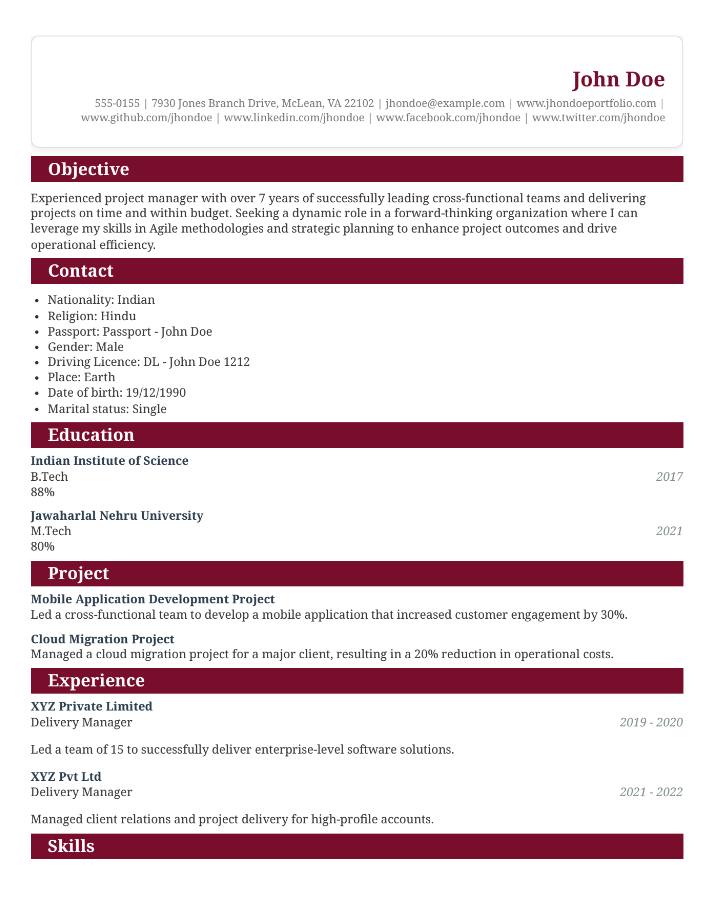 John Doe
555-0155 | 7930 Jones Branch Drive, McLean, VA 22102 | jhondoe@example.com | www.jhondoeportfolio.com |
www.github.com/jhondoe | www.linkedin.com/jhondoe | www.facebook.com/jhondoe | www.twitter.com/jhondoe
Objective
Experienced project manager with over 7 years of successfully leading cross-functional teams and delivering
projects on time and within budget. Seeking a dynamic role in a forward-thinking organization where I can
leverage my skills in Agile methodologies and strategic planning to enhance project outcomes and drive
operational efficiency.
Contact
• Nationality: Indian
• Religion: Hindu
• Passport: Passport - John Doe
• Gender: Male
• Driving Licence: DL - John Doe 1212
• Place: Earth
• Date of birth: 19/12/1990
• Marital status: Single
Education
Indian Institute of Science
B.Tech 2017
88%
Jawaharlal Nehru University
M.Tech 2021
80%
Project
Mobile Application Development Project
Led a cross-functional team to develop a mobile application that increased customer engagement by 30%.
Cloud Migration Project
Managed a cloud migration project for a major client, resulting in a 20% reduction in operational costs.
Experience
XYZ Private Limited
Delivery Manager 2019 - 2020
Led a team of 15 to successfully deliver enterprise-level software solutions.
XYZ Pvt Ltd
Delivery Manager 2021 - 2022
Managed client relations and project delivery for high-profile accounts.
Skills